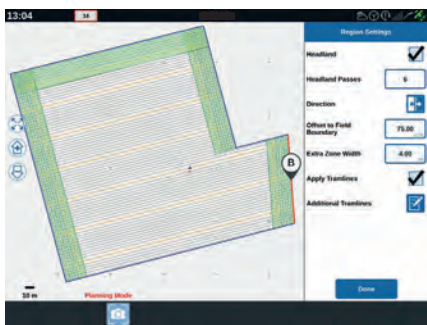 13:04
Region Settings
Headland
Headland Passes
6
Direction
Offset to Field
Boundary
75.00
Extra Zone Width
4.00
Apply Tramlines
Additional Tramlines
B
10 m
Planning Mode
Done